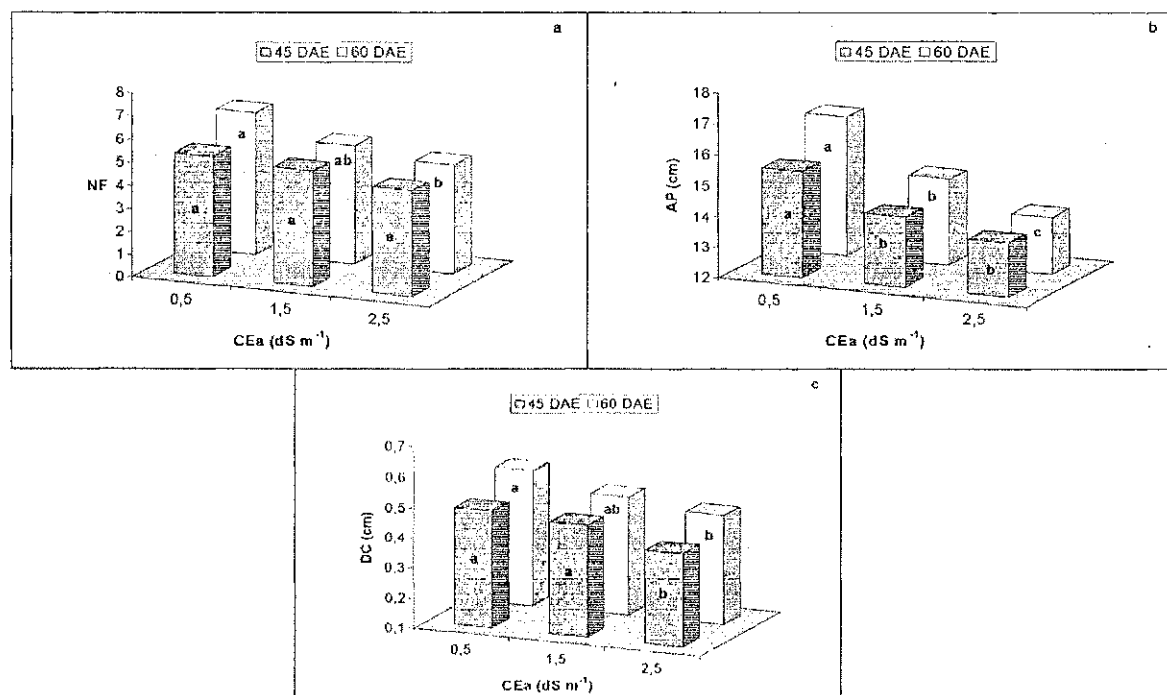 a
45 DAE 60 DAE
8
7
6
5
4
3
2
1
0
NF
a
a
ab
a
b
a
0,5
1,5
2,5
CEa (dS m⁻¹)
b
45 DAE 60 DAE
18
17
16
15
14
13
12
AP (cm)
a
a
b
b
c
b
0,5
1,5
2,5
CEa (dS m⁻¹)
c
45 DAE 60 DAE
0,7
0,6
0,5
0,4
0,3
0,2
0,1
DC (cm)
a
a
ab
a
b
b
0,5
1,5
2,5
CEa (dS m⁻¹)